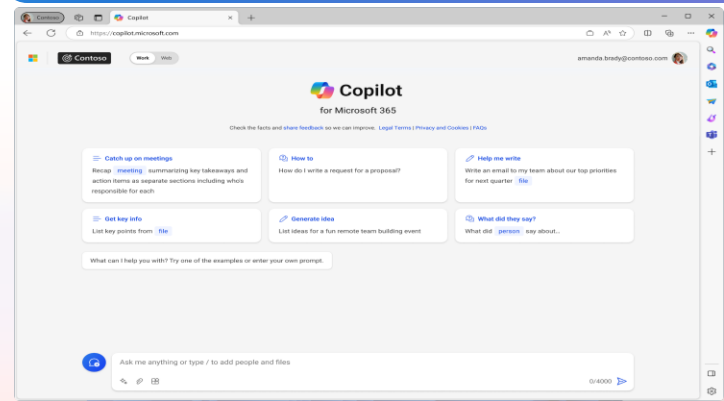 Contoso
Copilot
https://copilot.microsoft.com
Contoso
Work
Web
amanda.brady@contoso.com
Copilot
for Microsoft 365
Check the facts and share feedback so we can improve. Legal Terms | Privacy and Cookies | FAQs
Catch up on meetings
Recap meeting summarizing key takeaways and
action items as separate sections including who's
responsible for each
How to
How do I write a request for a proposal?
Help me write
Write an email to my team about our top priorities
for next quarter file
Get key info
List key points from file
Generate idea
List ideas for a fun remote team building event
What did they say?
What did person say about...
What can I help you with? Try one of the examples or enter your own prompt.
Ask me anything or type / to add people and files
0/4000